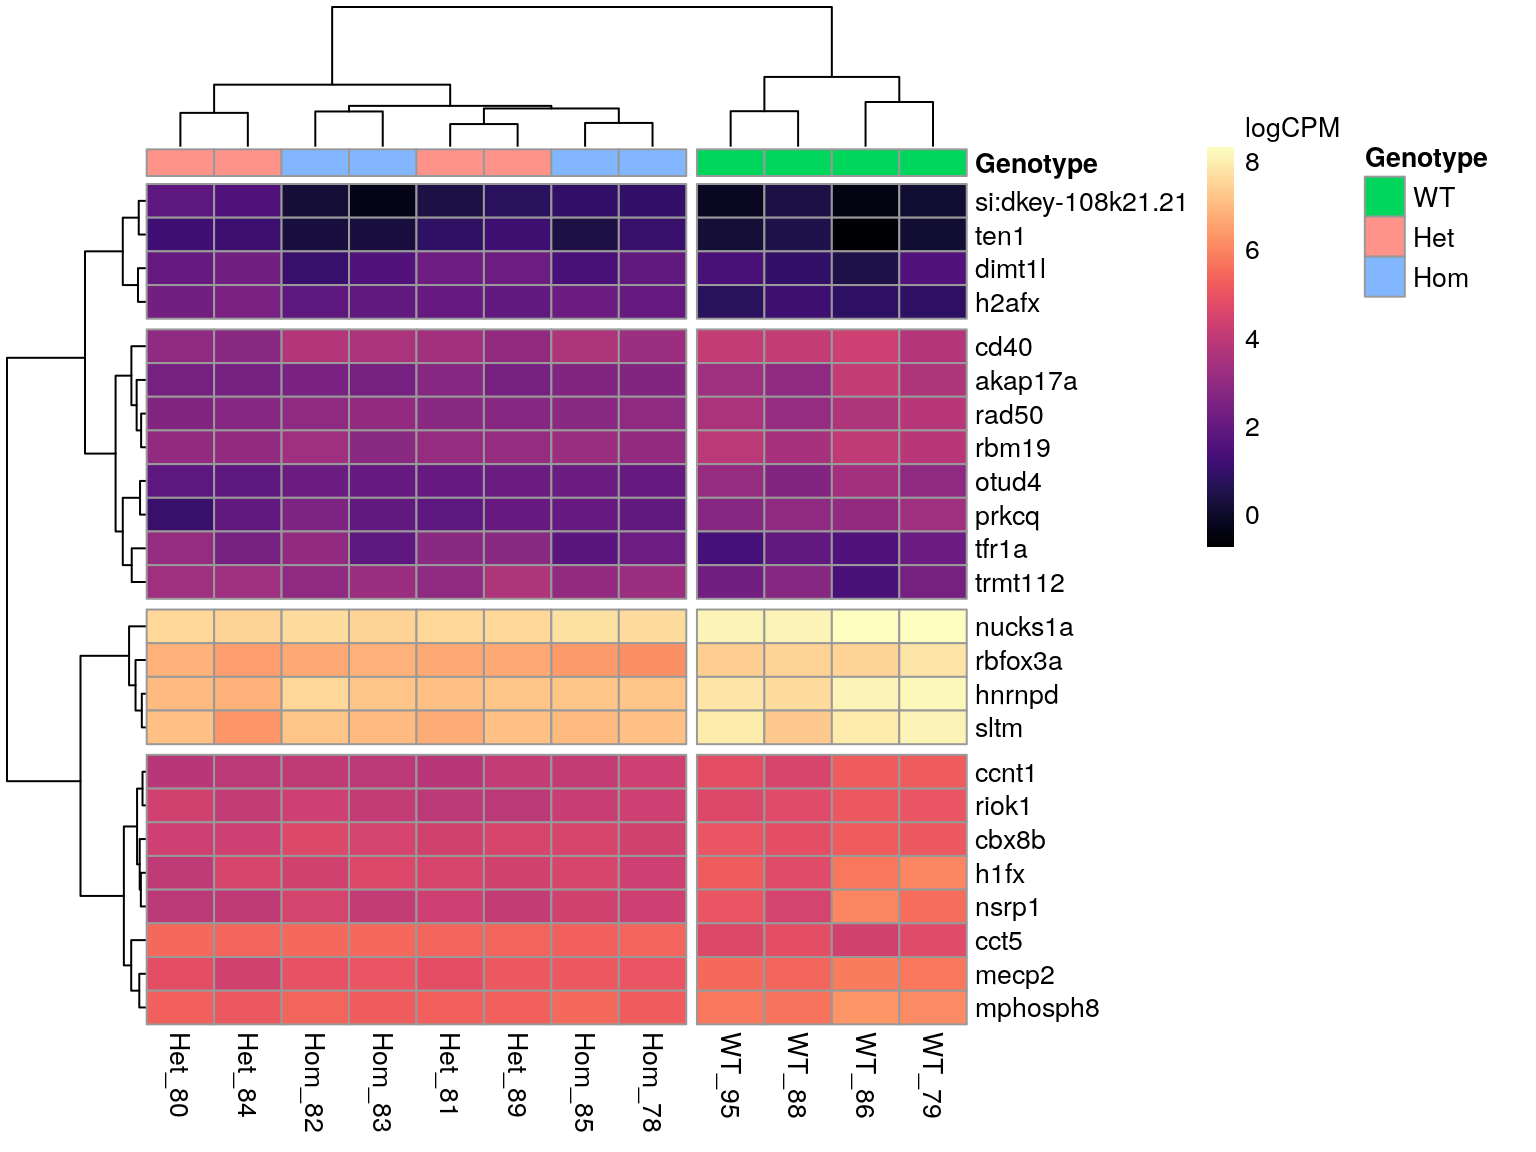 logCPM
8
6
4
2
0
Genotype
WT
Het
Hom
Genotype
si:dkey-108k21.21
ten1
dimt1l
h2afx
cd40
akap17a
rad50
rbm19
otud4
prkcq
tfr1a
trmt112
nucks1a
rbfox3a
hnrnpd
sltm
ccnt1
riok1
cbx8b
h1fx
nsrp1
cct5
mecp2
mphosph8
Het_80
Het_84
Hom_82
Hom_83
Het_81
Het_89
Hom_85
Hom_78
WT_95
WT_88
WT_86
WT_79